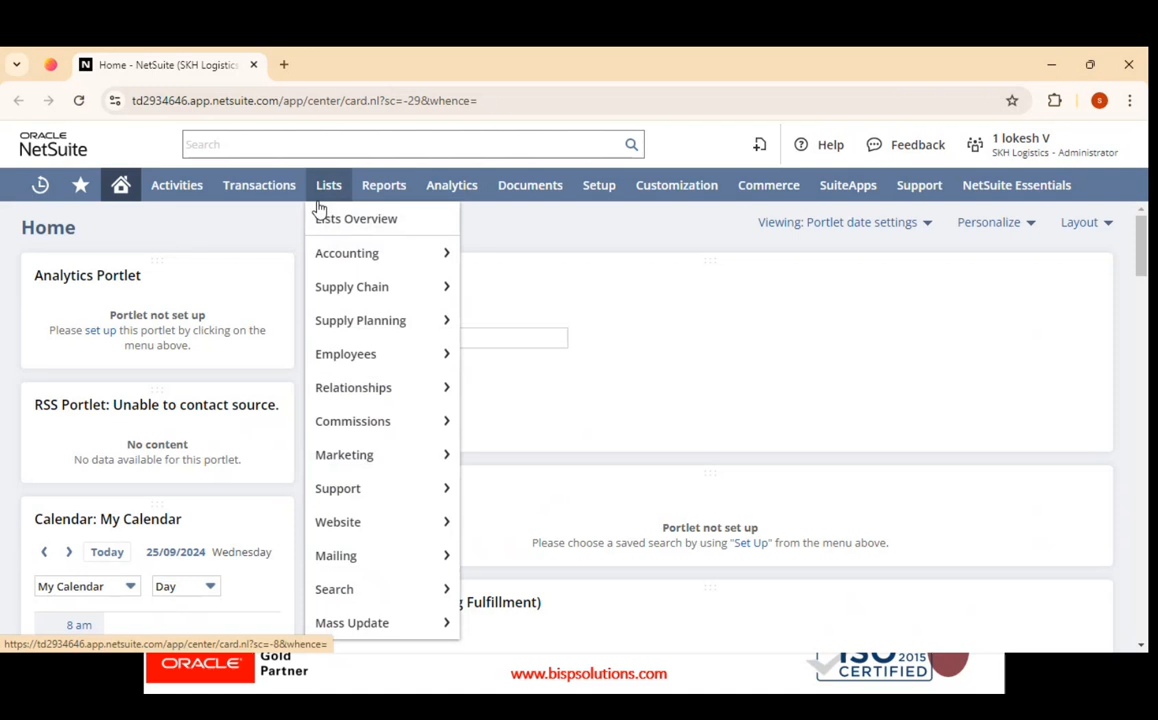 Home - NetSuite (SKH Logistic
td2934646.app.netsuite.com/app/center/card.nl?sc=-29&whence=
S
ORACLE
NetSuite
Search
Help
Feedback
1 lokesh V
SKH Logistics - Administrator
Activities
Transactions
Lists
Reports
Analytics
Documents
Setup
Customization
Commerce
SuiteApps
Support
NetSuite Essentials
Home
Viewing: Portlet date settings
Personalize
Layout
Lists Overview
Accounting
Supply Chain
Supply Planning
Employees
Relationships
Commissions
Marketing
Support
Website
Mailing
Search
Mass Update
Analytics Portlet
Portlet not set up
Please set up this portlet by clicking on the
menu above.
RSS Portlet: Unable to contact source.
No content
No data available for this portlet.
Calendar: My Calendar
Today
25/09/2024 Wednesday
My Calendar
Day
8 am
Portlet not set up
Please choose a saved search by using "Set Up" from the menu above.
Fulfillment)
https://td2934646.app.netsuite.com/app/center/card.nl?sc=-8&whence=
ORACLE
Gold
Partner
www.bispsolutions.com
ISO 2015
CERTIFIED